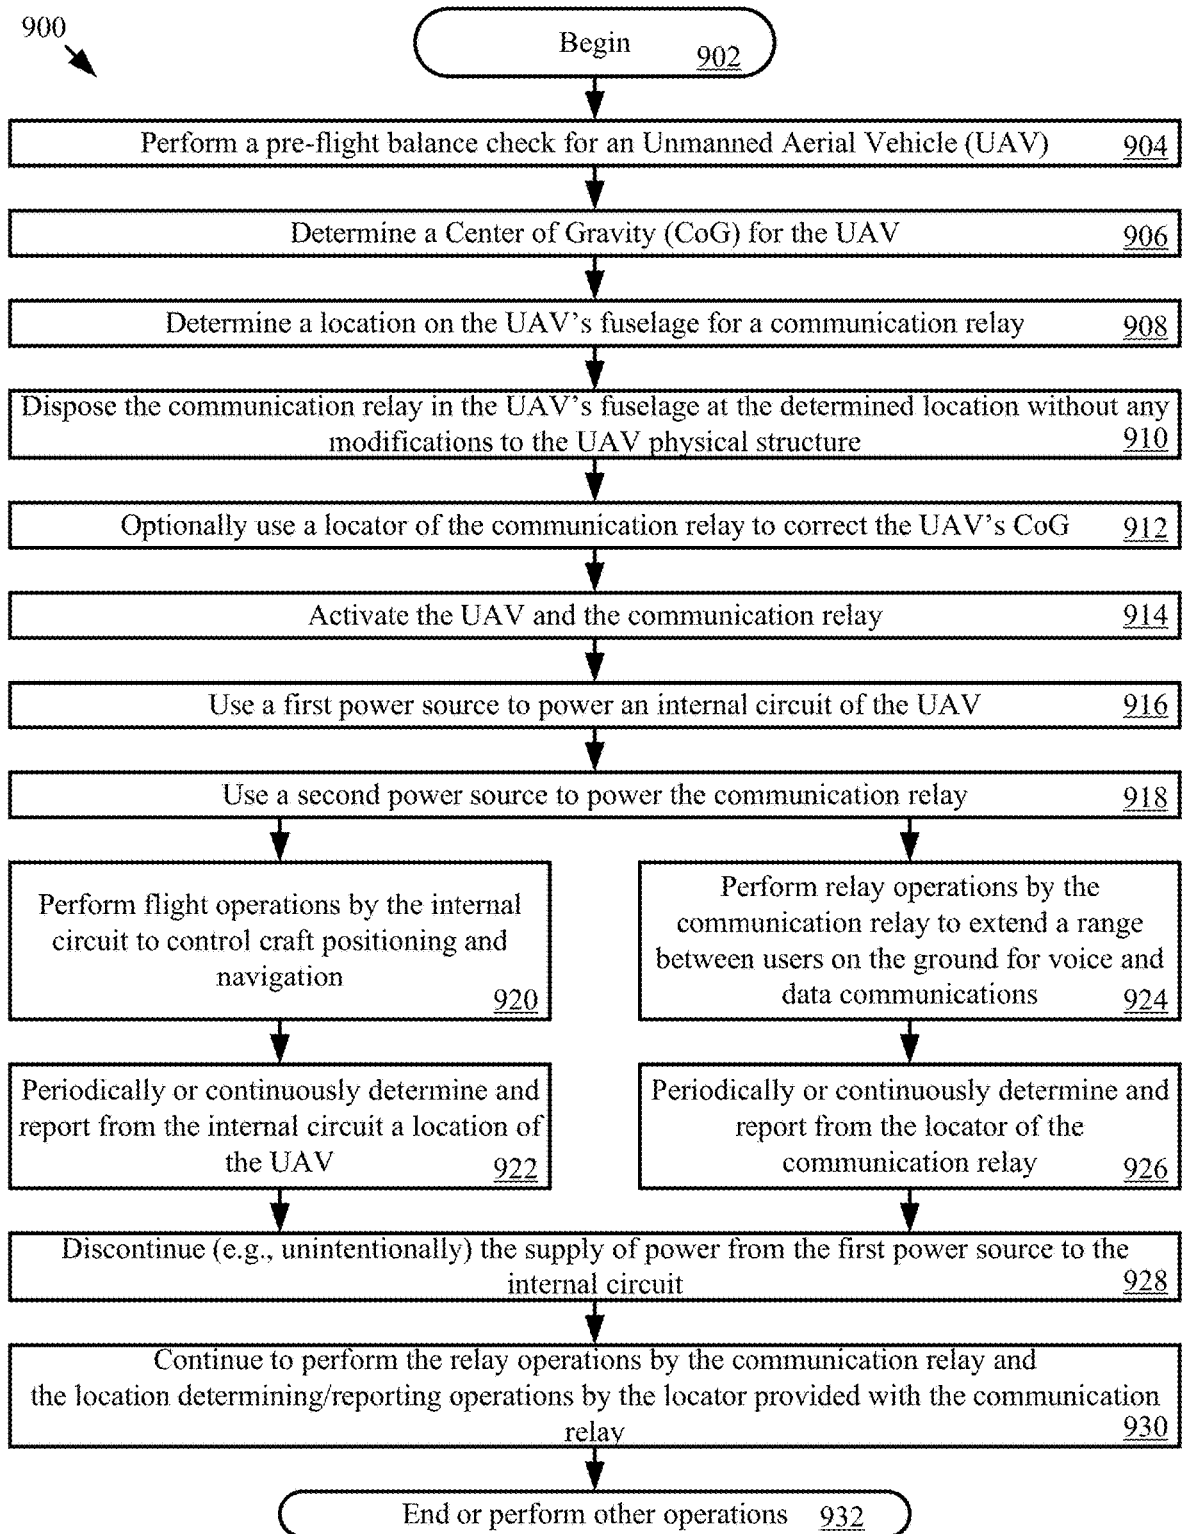 900
Begin
902
Perform a pre-flight balance check for an Unmanned Aerial Vehicle (UAV)
904
Determine a Center of Gravity (CoG) for the UAV
906
Determine a location on the UAV's fuselage for a communication relay
908
Dispose the communication relay in the UAV's fuselage at the determined location without any
modifications to the UAV physical structure
910
Optionally use a locator of the communication relay to correct the UAV's CoG
912
Activate the UAV and the communication relay
914
Use a first power source to power an internal circuit of the UAV
916
Use a second power source to power the communication relay
918
Perform flight operations by the internal
circuit to control craft positioning and
navigation
920
Perform relay operations by the
communication relay to extend a range
between users on the ground for voice and
data communications
924
Periodically or continuously determine and
report from the internal circuit a location of
the UAV
922
Periodically or continuously determine and
report from the locator of the
communication relay
926
Discontinue (e.g., unintentionally) the supply of power from the first power source to the
internal circuit
928
Continue to perform the relay operations by the communication relay and
the location determining/reporting operations by the locator provided with the communication
relay
930
End or perform other operations
932